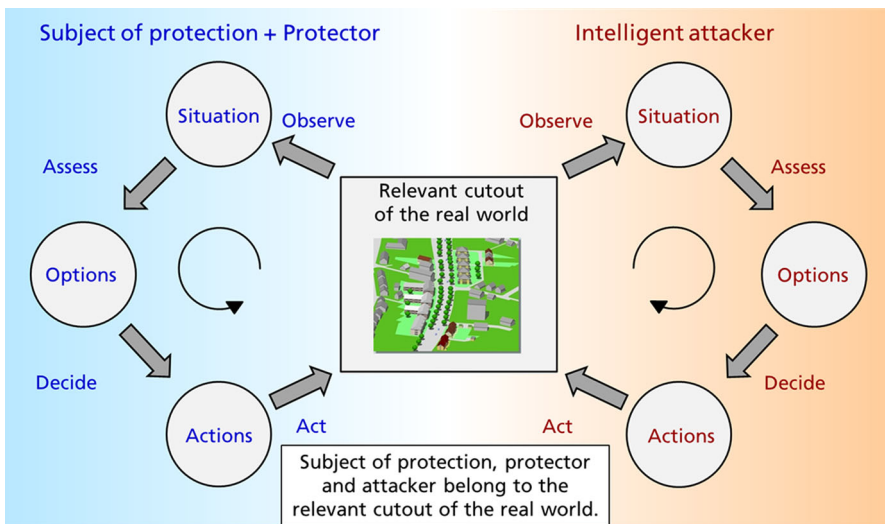 Subject of protection + Protector
Intelligent attacker
Situation
Observe
Assess
Options
Decide
Actions
Act
Relevant cutout
of the real world
Observe
Situation
Assess
Options
Decide
Actions
Act
Subject of protection, protector
and attacker belong to the
relevant cutout of the real world.